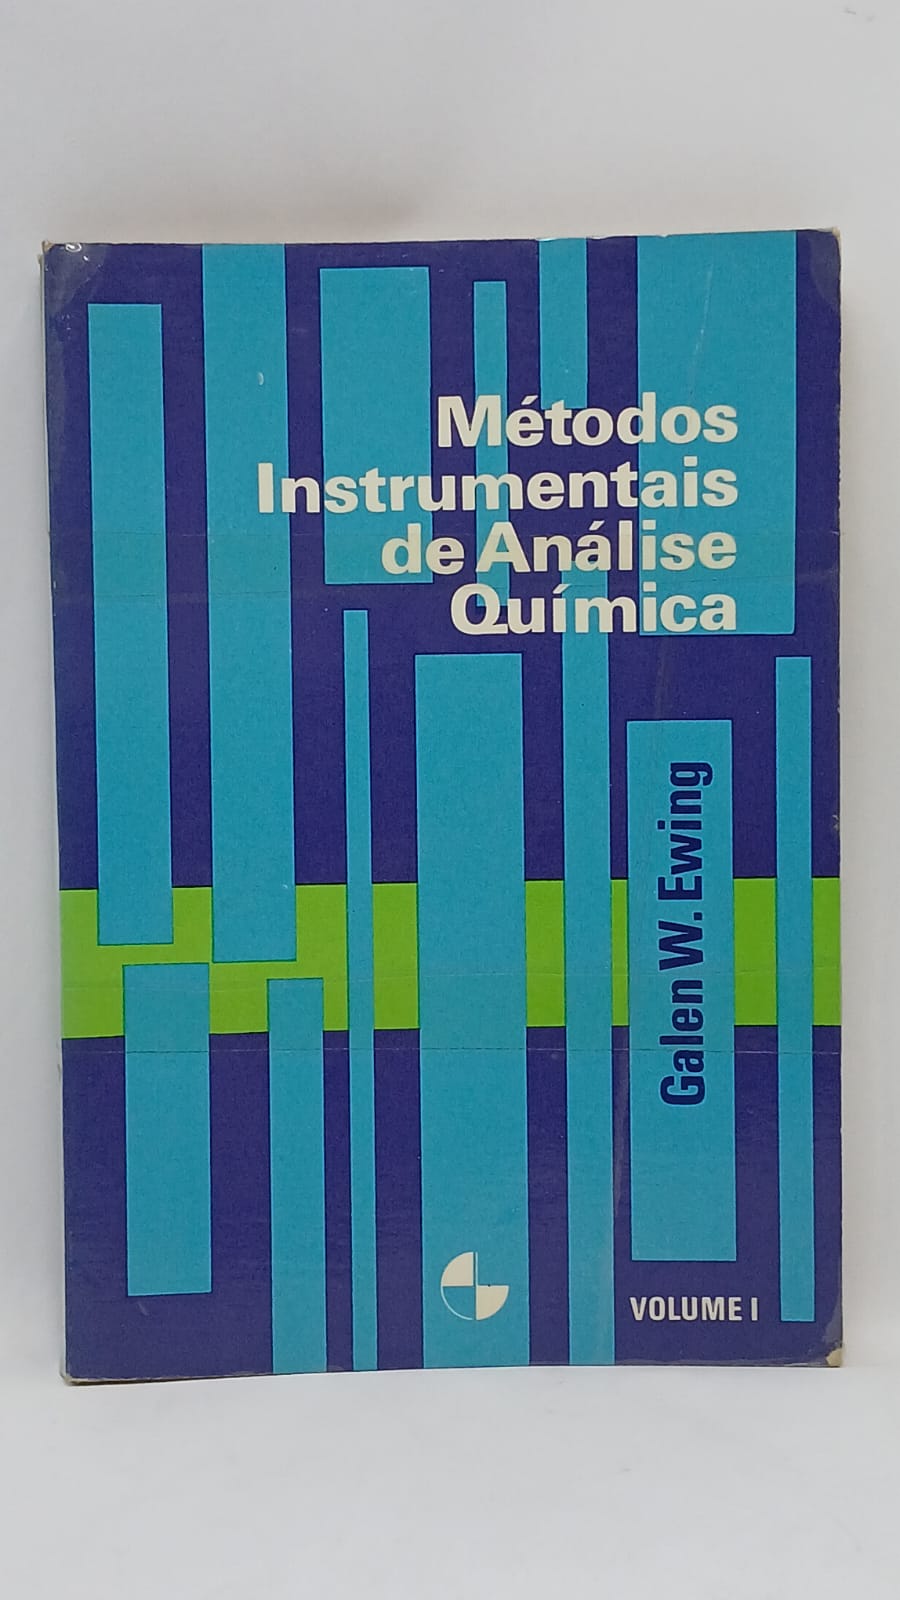 Métodos
Instrumentais
de Análise
Química
Galen W. Ewing
VOLUME I